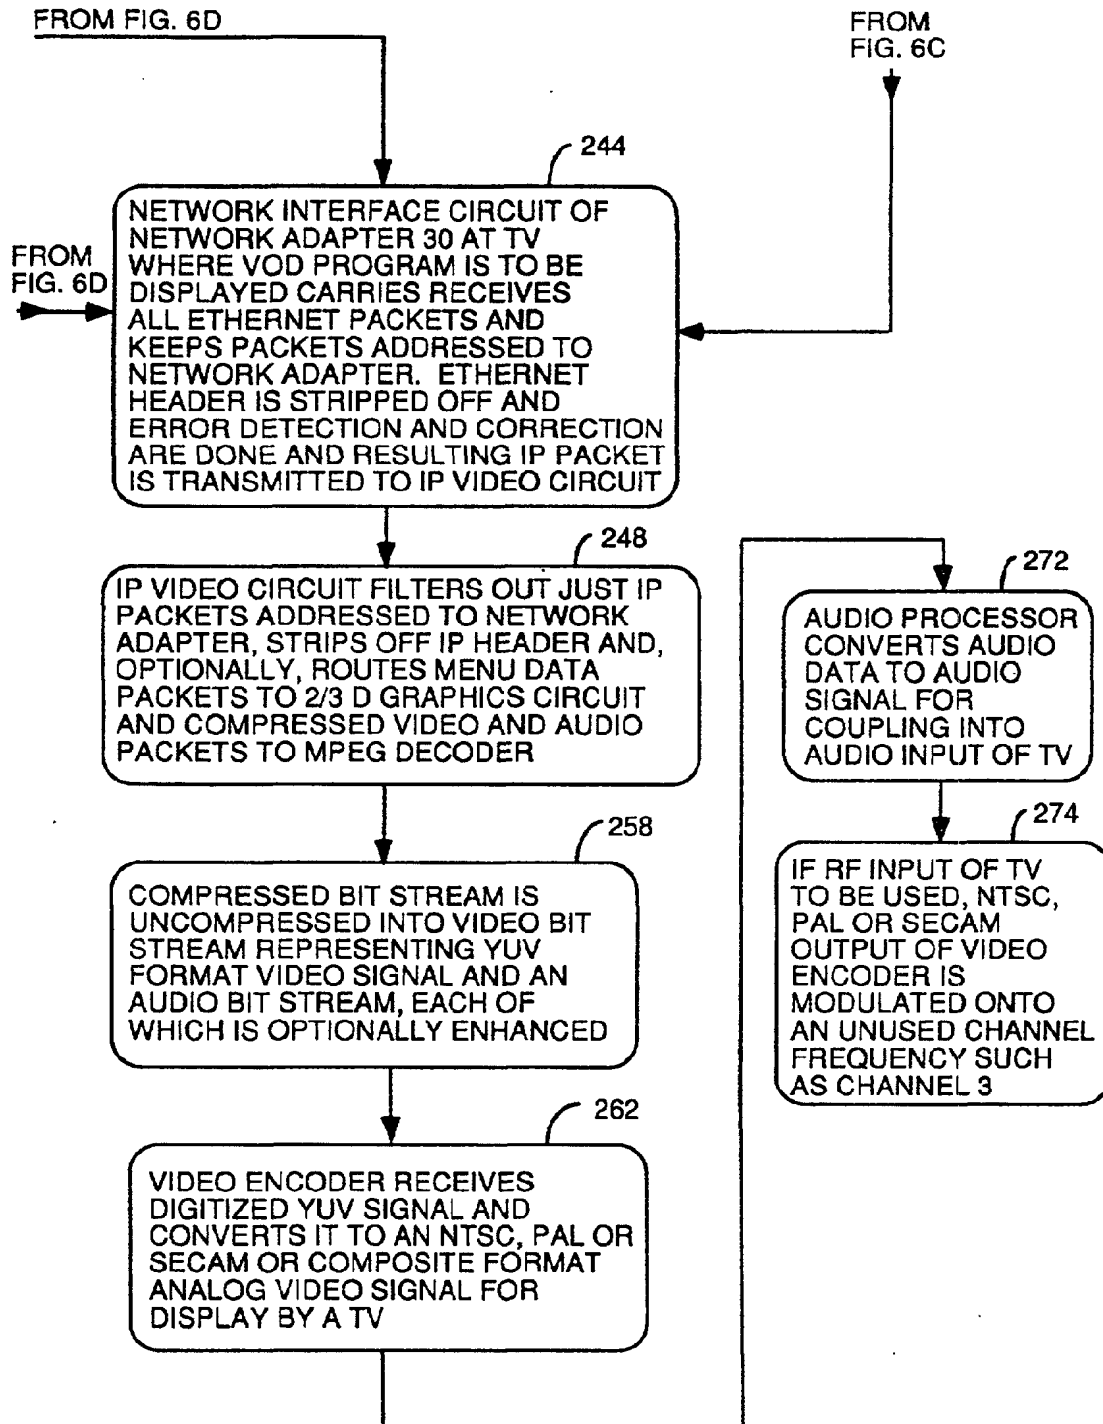 FROM FIG. 6D
FROM
FIG. 6C
244
NETWORK INTERFACE CIRCUIT OF
NETWORK ADAPTER 30 AT TV
WHERE VOD PROGRAM IS TO BE
DISPLAYED CARRIES RECEIVES
ALL ETHERNET PACKETS AND
KEEPS PACKETS ADDRESSED TO
NETWORK ADAPTER. ETHERNET
HEADER IS STRIPPED OFF AND
ERROR DETECTION AND CORRECTION
ARE DONE AND RESULTING IP PACKET
IS TRANSMITTED TO IP VIDEO CIRCUIT
FROM
FIG. 6D
248
IP VIDEO CIRCUIT FILTERS OUT JUST IP
PACKETS ADDRESSED TO NETWORK
ADAPTER, STRIPS OFF IP HEADER AND,
OPTIONALLY, ROUTES MENU DATA
PACKETS TO 2/3 D GRAPHICS CIRCUIT
AND COMPRESSED VIDEO AND AUDIO
PACKETS TO MPEG DECODER
258
COMPRESSED BIT STREAM IS
UNCOMPRESSED INTO VIDEO BIT
STREAM REPRESENTING YUV
FORMAT VIDEO SIGNAL AND AN
AUDIO BIT STREAM, EACH OF
WHICH IS OPTIONALLY ENHANCED
262
VIDEO ENCODER RECEIVES
DIGITIZED YUV SIGNAL AND
CONVERTS IT TO AN NTSC, PAL OR
SECAM OR COMPOSITE FORMAT
ANALOG VIDEO SIGNAL FOR
DISPLAY BY A TV
272
AUDIO PROCESSOR
CONVERTS AUDIO
DATA TO AUDIO
SIGNAL FOR
COUPLING INTO
AUDIO INPUT OF TV
274
IF RF INPUT OF TV
TO BE USED, NTSC,
PAL OR SECAM
OUTPUT OF VIDEO
ENCODER IS
MODULATED ONTO
AN UNUSED CHANNEL
FREQUENCY SUCH
AS CHANNEL 3